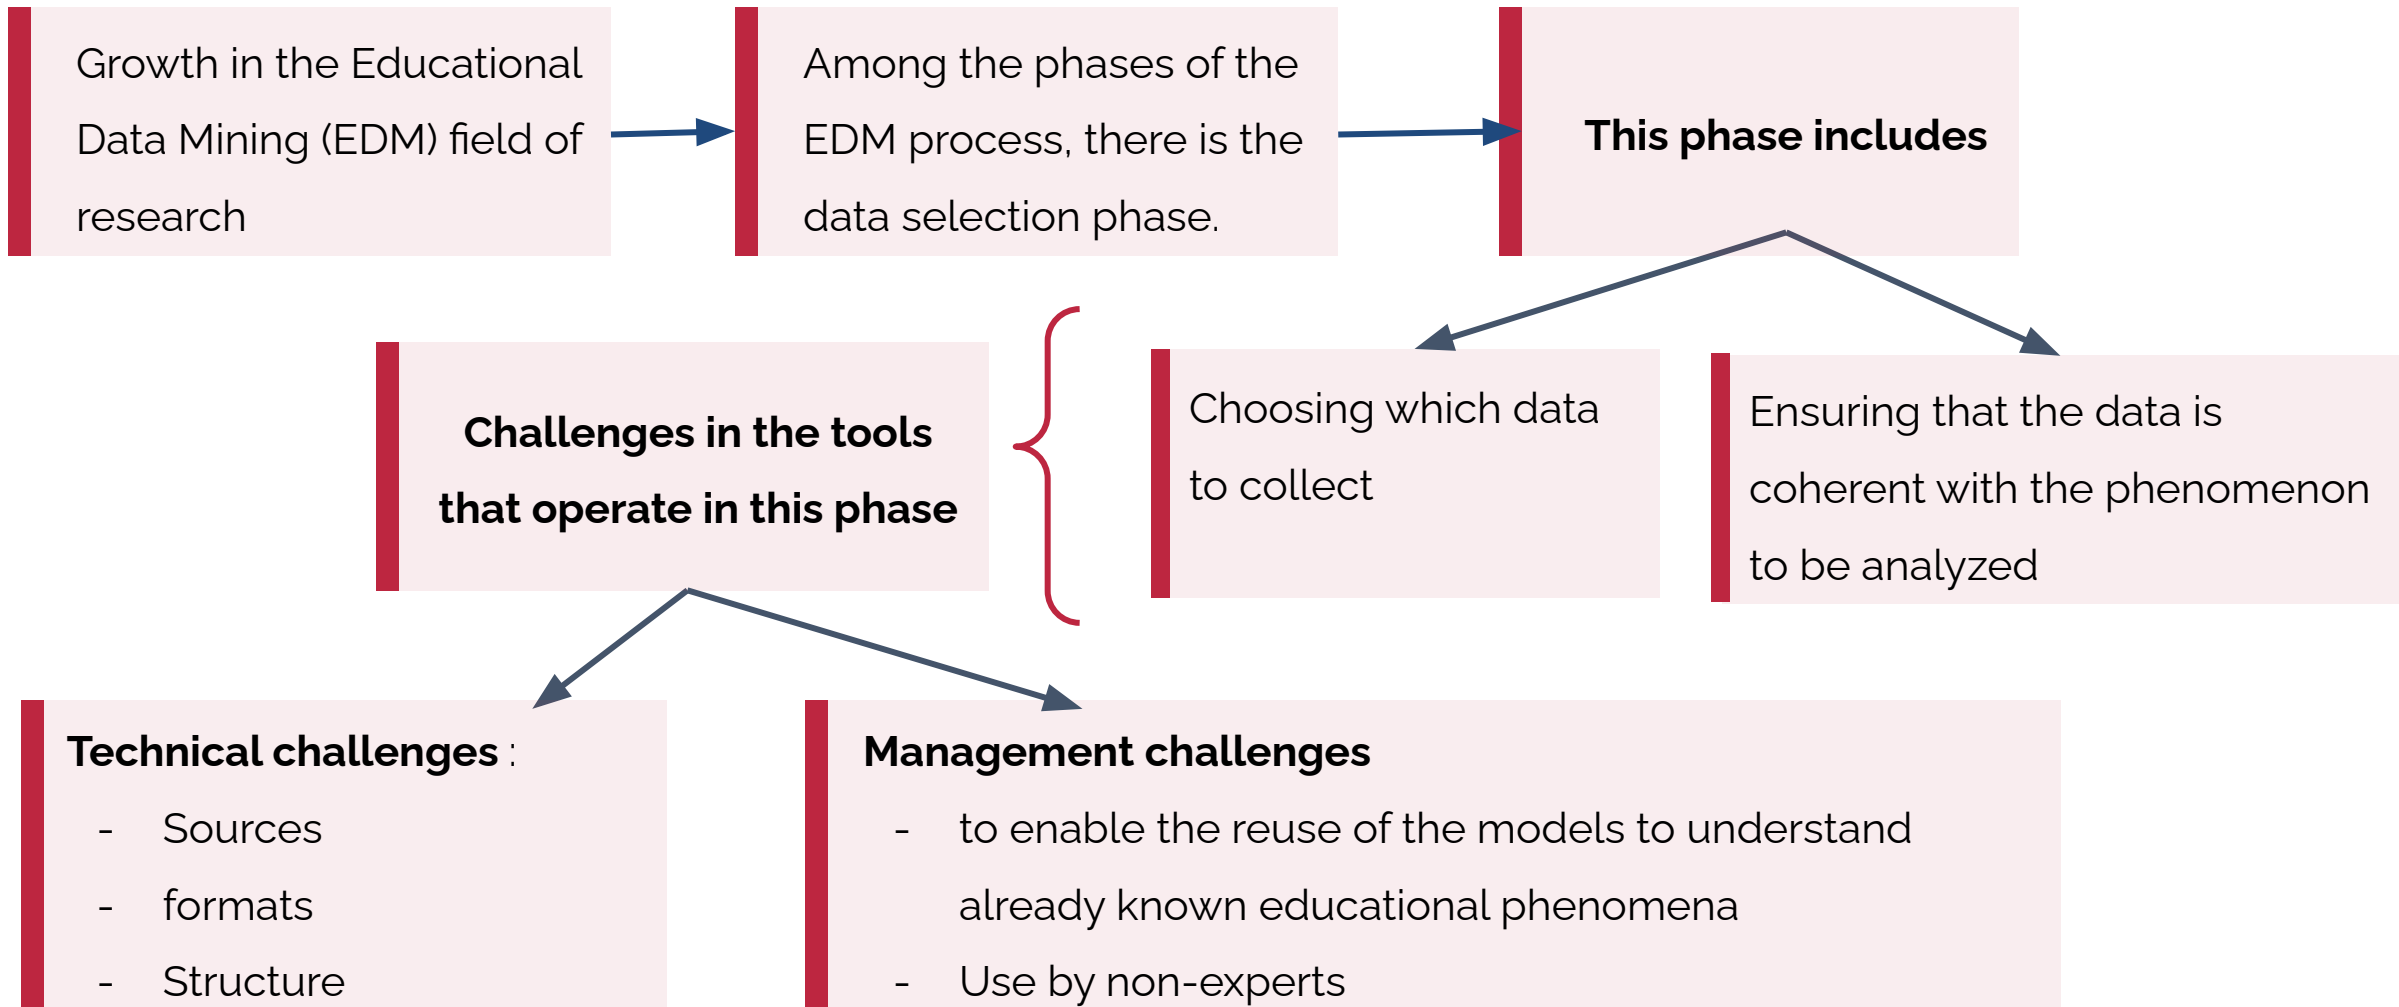 Growth in the Educational
Data Mining (EDM) field of
research
Among the phases of the
EDM process, there is the
data selection phase.
This phase includes
Challenges in the tools
that operate in this phase
Choosing which data
to collect
Ensuring that the data is
coherent with the phenomenon
to be analyzed
Technical challenges :
- Sources
- formats
- Structure
Management challenges
- to enable the reuse of the models to understand
already known educational phenomena
- Use by non-experts